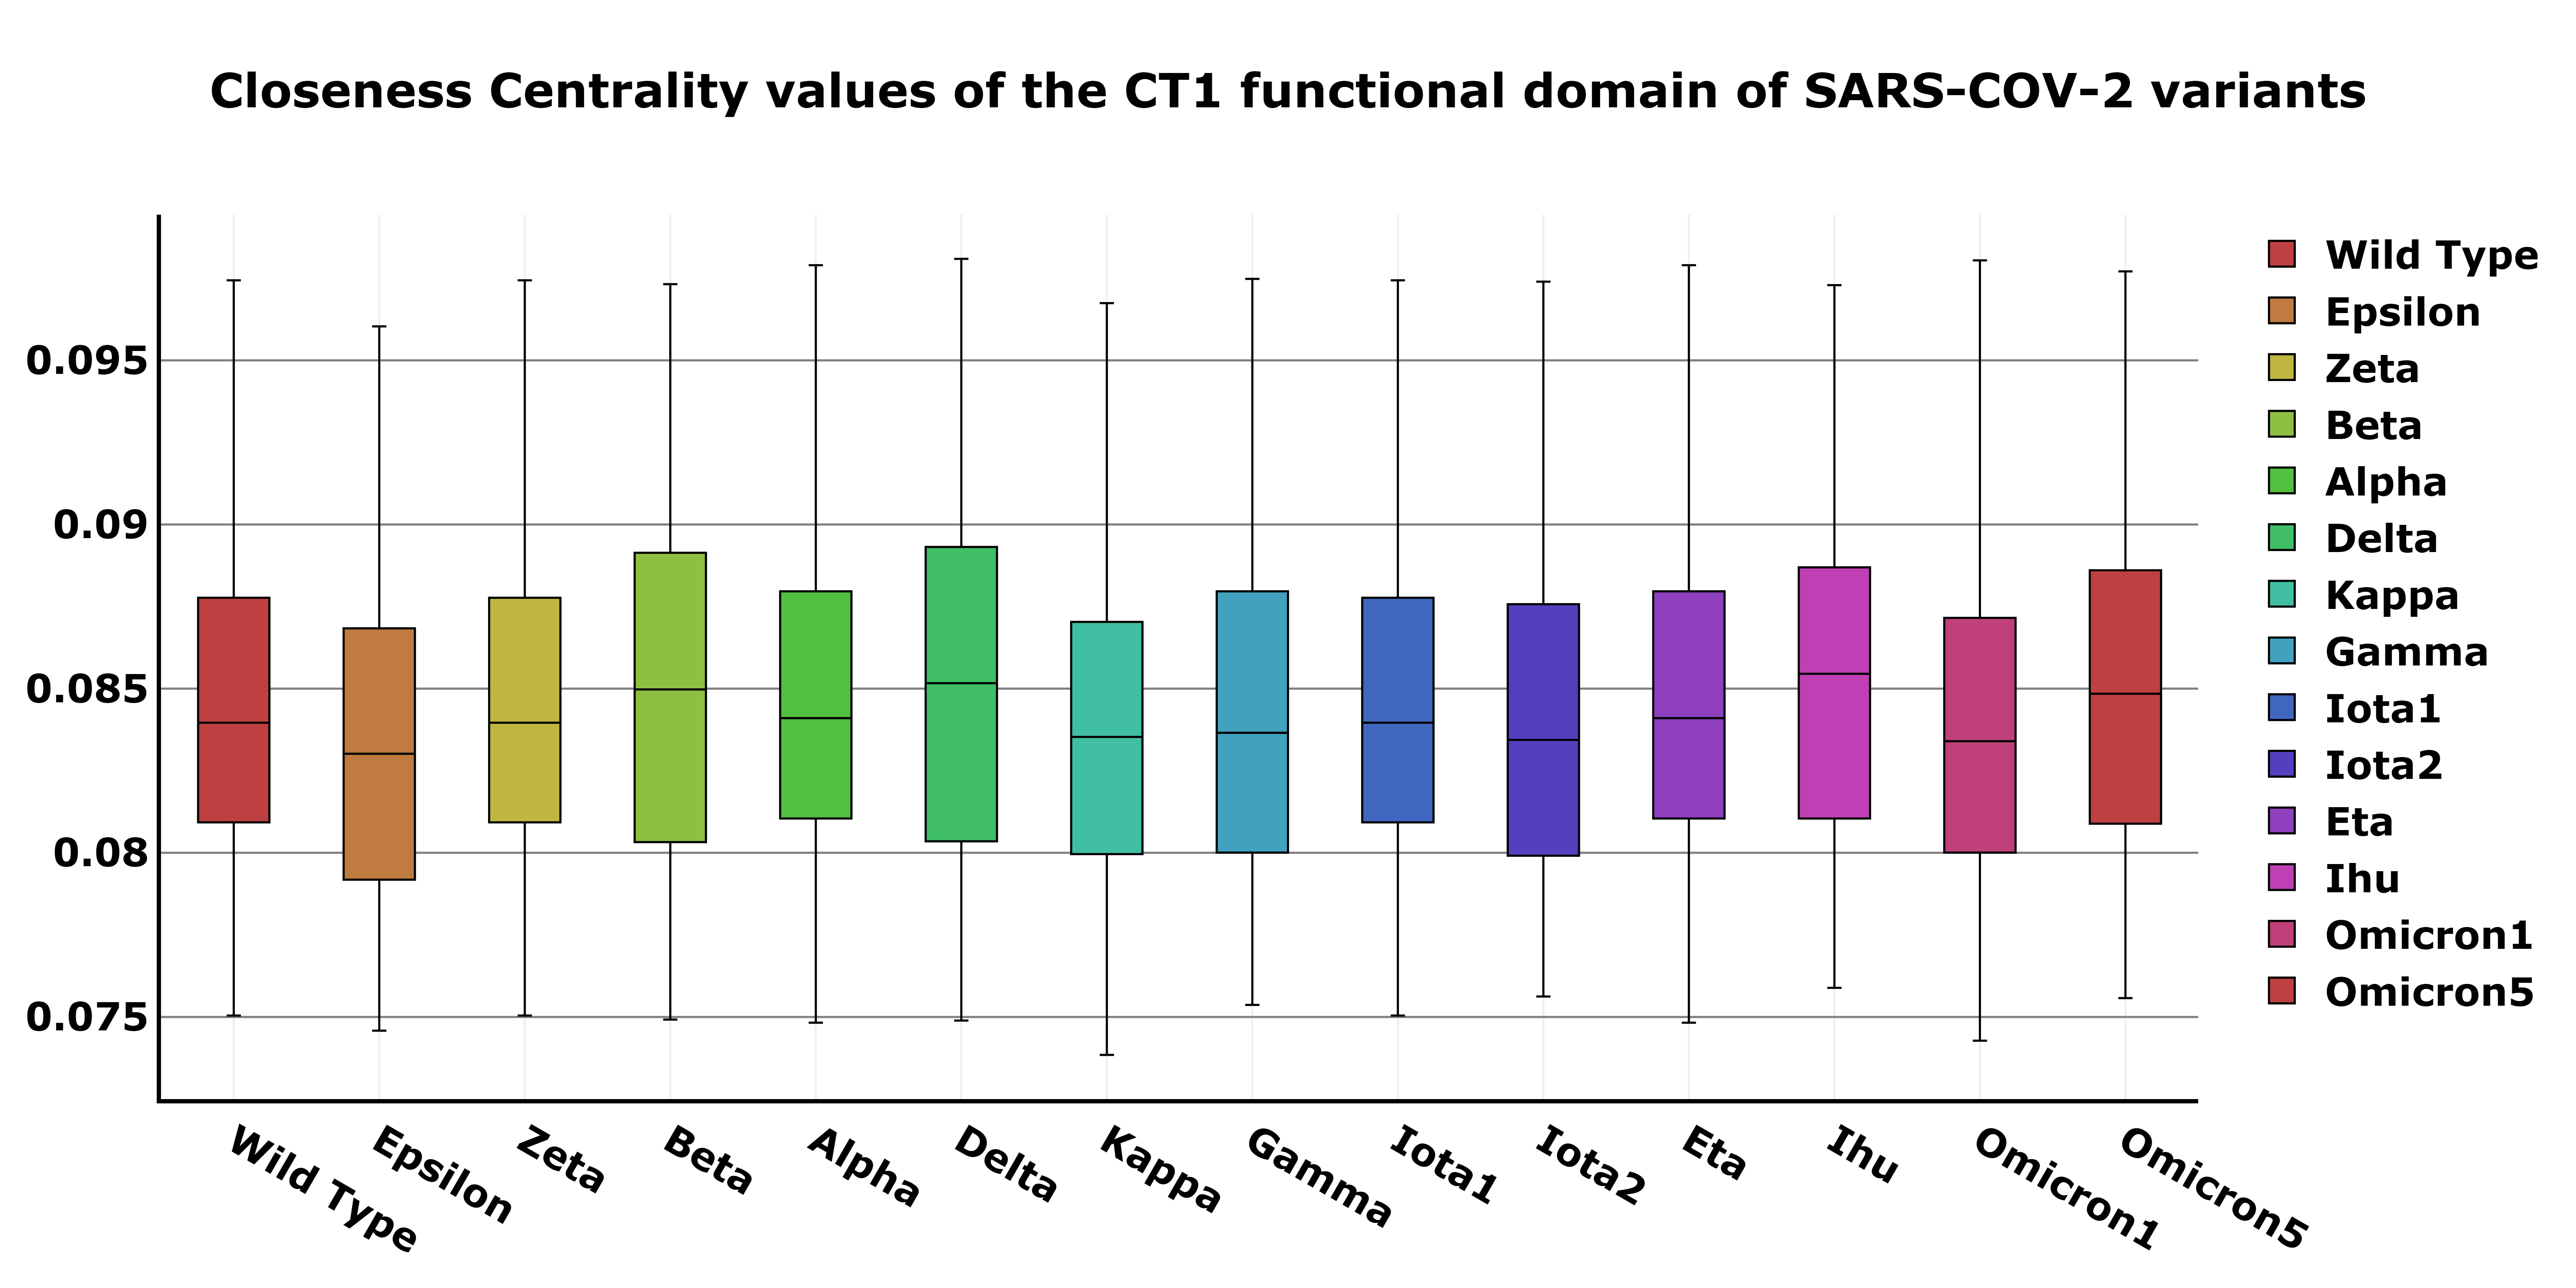 Closeness Centrality values of the CT1 functional domain of SARS-COV-2 variants
0.095
0.09
0.085
0.08
0.075
Wild Type
Epsilon
Zeta
Beta
Alpha
Delta
Kappa
Gamma
Iota1
Iota2
Eta
Ihu
Omicron1
Omicron5
Wild Type
Epsilon
Zeta
Beta
Alpha
Delta
Kappa
Gamma
Iota1
Iota2
Eta
Ihu
Omicron1
Omicron5